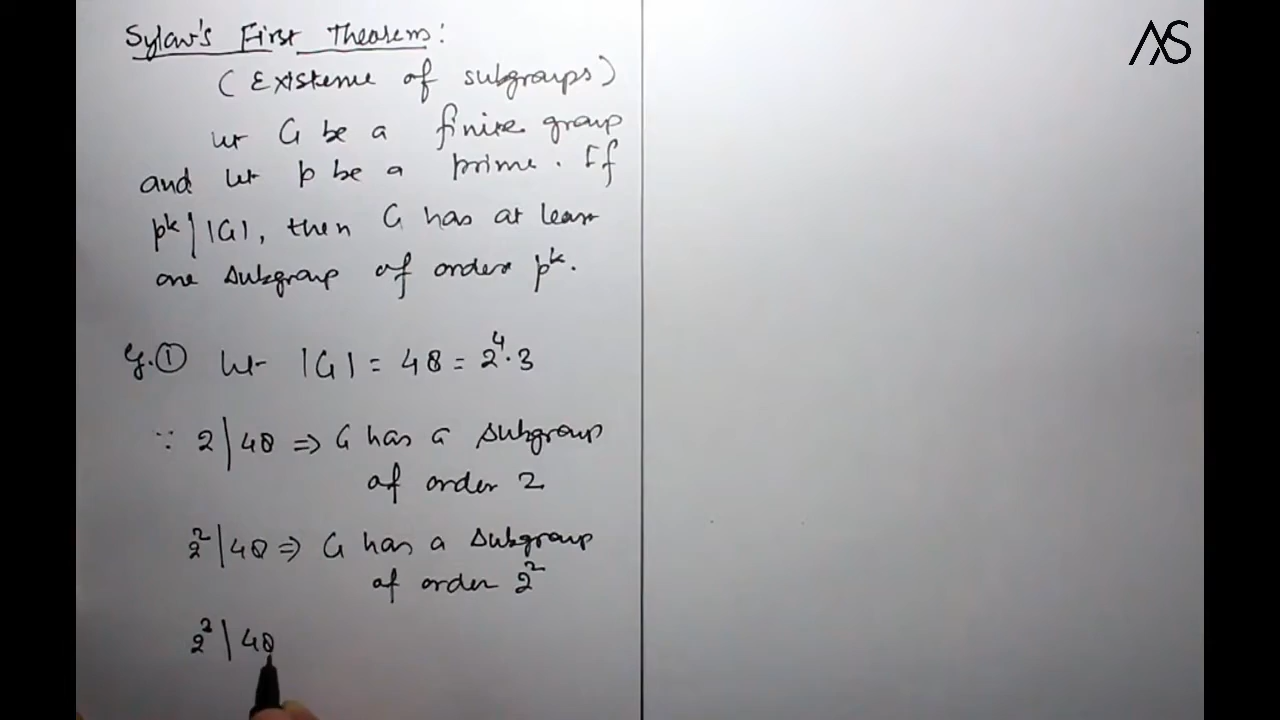 Sylow's First Theorem:
(Existence of subgroups)
Let G be a finite group
and let p be a prime. If
p^k | |G|, then G has at least
one subgroup of order p^k.
Eg. ① Let |G| = 48 = 2^4 · 3
∵ 2 | 48 ⇒ G has a subgroup
of order 2
2^2 | 48 ⇒ G has a subgroup
of order 2^2
2^3 | 48
AS